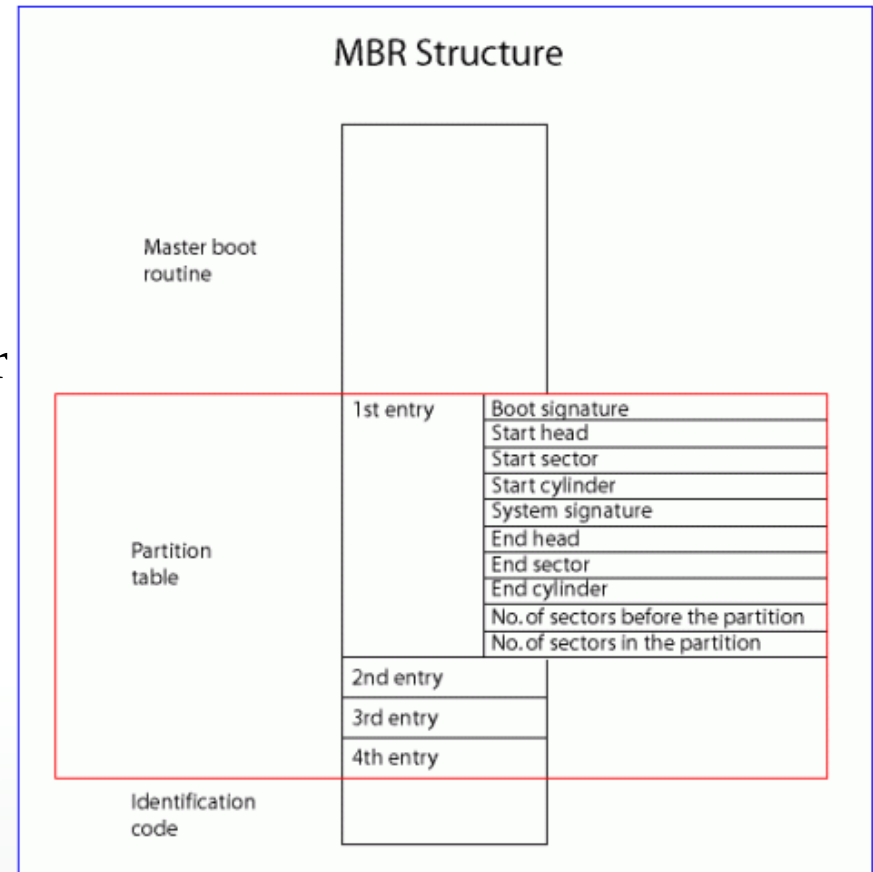 MBR Structure
Master boot
routine
r
1st entry
Boot signature
Start head
Start sector
Start cylinder
System signature
End head
End sector
End cylinder
No. of sectors before the partition
No. of sectors in the partition
Partition
table
2nd entry
3rd entry
4th entry
Identification
code